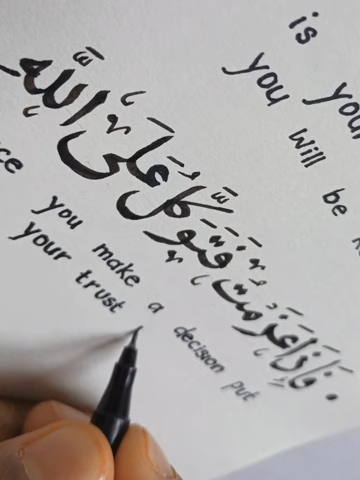 is your
you will be
فَإِذَا عَزَمْتَ فَتَوَكَّلْ عَلَى اللَّهِ
you make a decision put
your trust